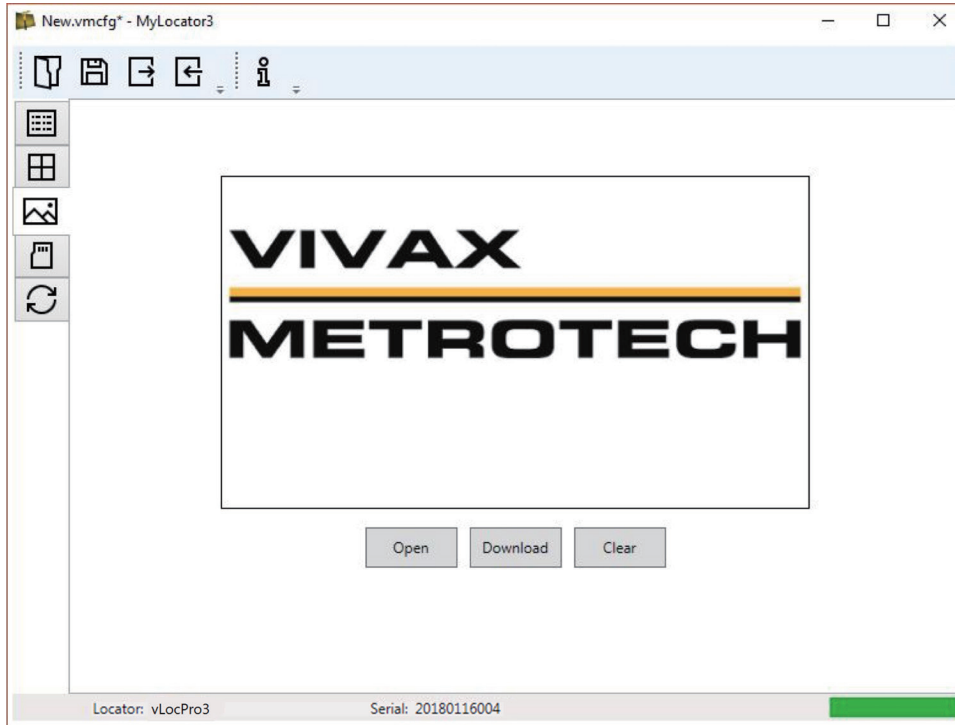 New.vmcfg* - MyLocator3
VIVAX
METROTECH
Open Download Clear
Locator: vLocPro3 Serial: 20180116004